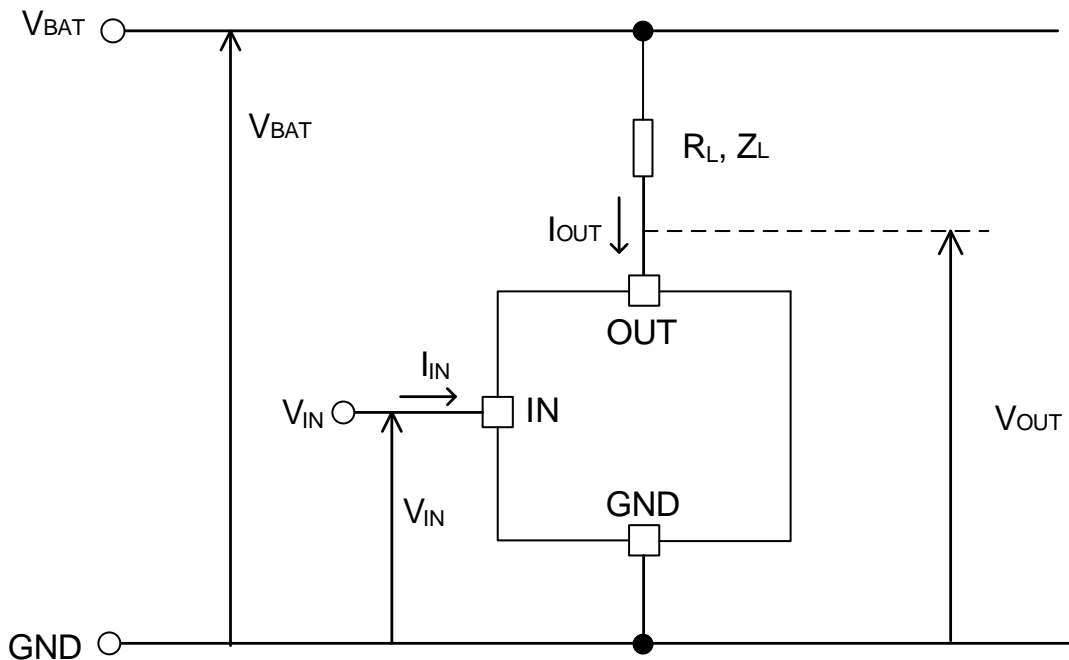 VBAT
VBAT
RL, ZL
IOUT
OUT
IIN
VIN
IN
VOUT
GND
VIN
GND